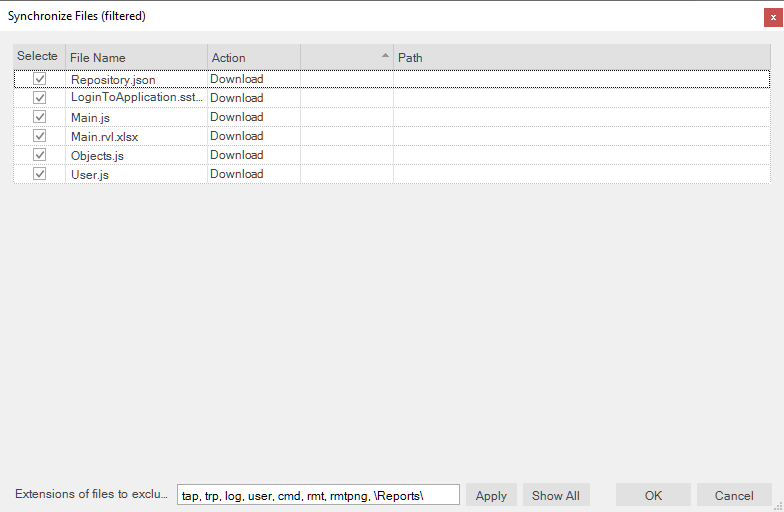 Synchronize Files (filtered)
x
Selecte File Name Action Path
Repository.json Download
LoginToApplication.sst... Download
Main.js Download
Main.rvl.xlsx Download
Objects.js Download
User.js Download
Extensions of files to exclu... tap, trp, log, user, cmd, rmt, rmtpng, \Reports\ Apply Show All OK Cancel